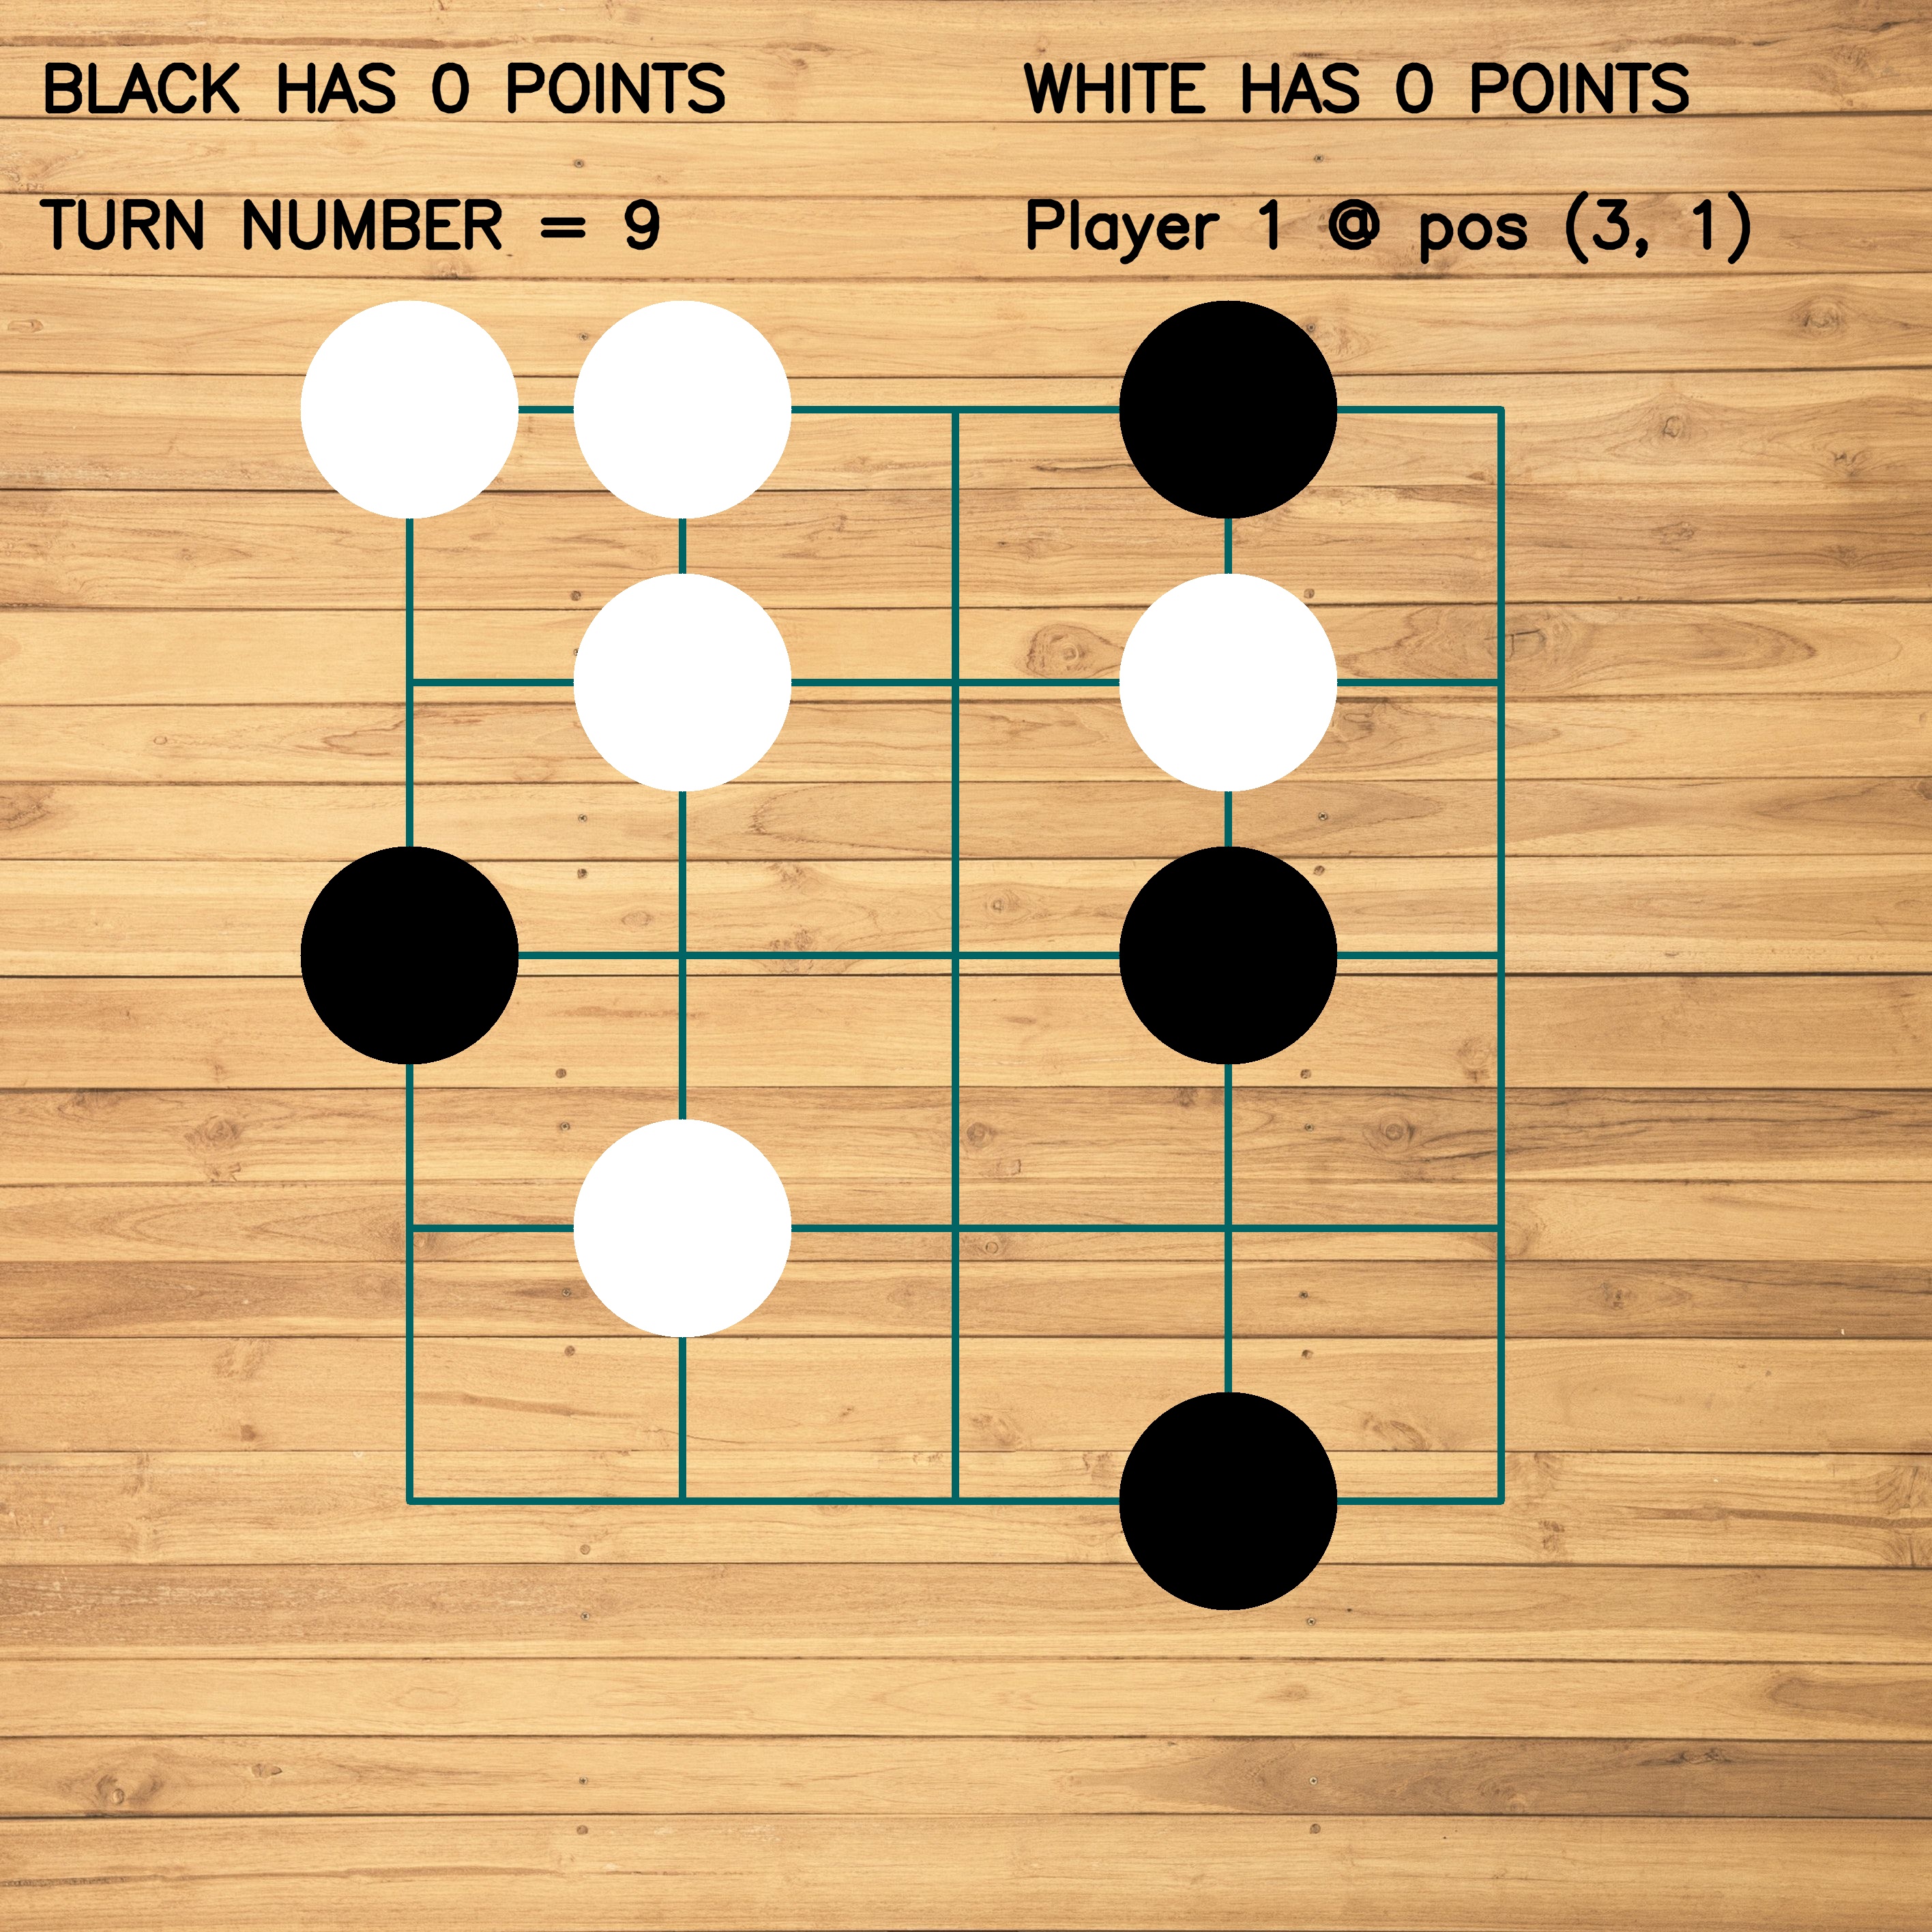 BLACK HAS 0 POINTS
WHITE HAS 0 POINTS
TURN NUMBER = 9
Player 1 @ pos (3, 1)